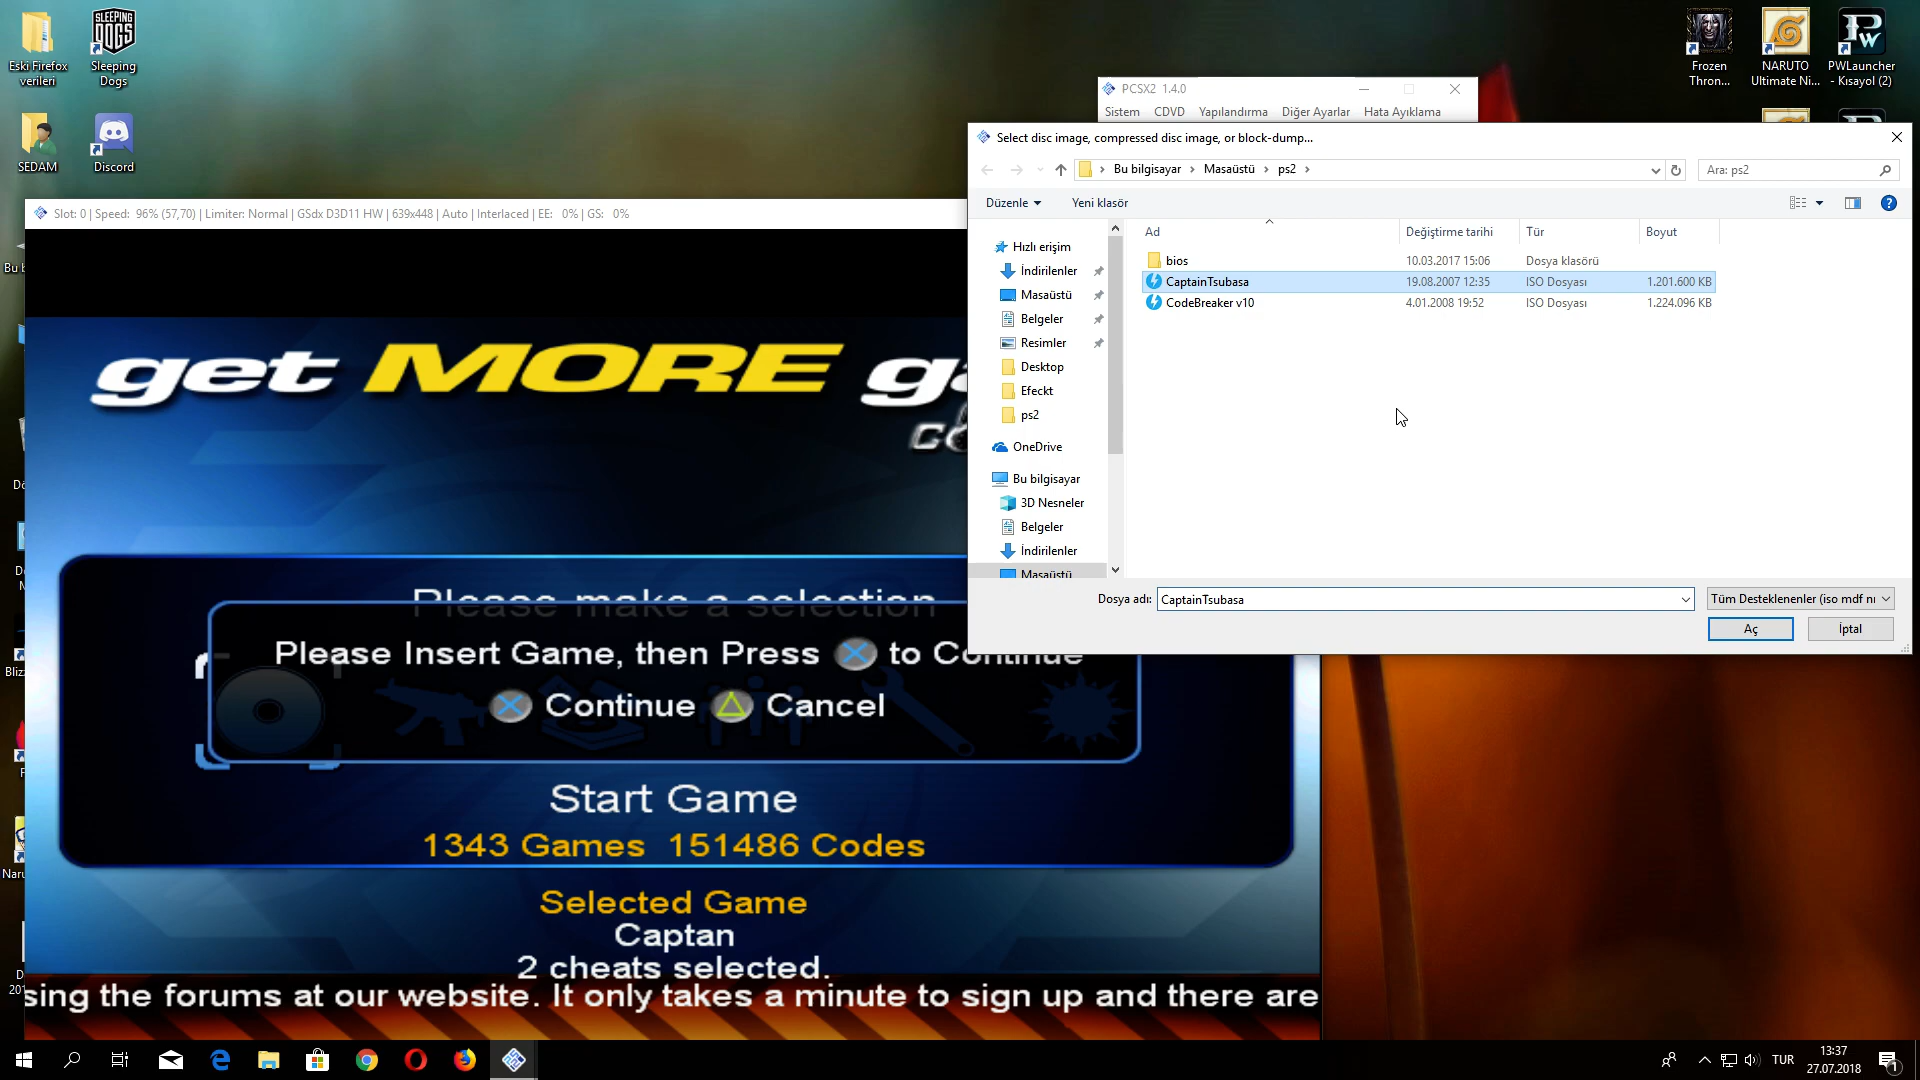 Eski Firefox
verileri
Sleeping
Dogs
SLEEPING
DOGS
SEDAM
Discord
Frozen
Thron...
NARUTO
Ultimate Ni...
PWLauncher
- Kısayol (2)
PCSX2 1.4.0
Sistem CDVD Yapılandırma Diğer Ayarlar Hata Ayıklama
Select disc image, compressed disc image, or block-dump...
Bu bilgisayar › Masaüstü › ps2 ›
Ara: ps2
Düzenle Yeni klasör
Ad Değiştirme tarihi Tür Boyut
bios 10.03.2017 15:06 Dosya klasörü
CaptainTsubasa 19.08.2007 12:35 ISO Dosyası 1.201.600 KB
CodeBreaker v10 4.01.2008 19:52 ISO Dosyası 1.224.096 KB
Hızlı erişim
İndirilenler
Masaüstü
Belgeler
Resimler
Desktop
Efeckt
ps2
OneDrive
Bu bilgisayar
3D Nesneler
Belgeler
İndirilenler
Masaüstü
Dosya adı: CaptainTsubasa
Tüm Desteklenenler (iso mdf n
Aç İptal
Slot: 0 | Speed: 96% (57,70) | Limiter: Normal | GSdx D3D11 HW | 639x448 | Auto | Interlaced | EE: 0% | GS: 0%
get MORE ga
Please make a selection
Please Insert Game, then Press to Continue
Continue Cancel
Start Game
1343 Games 151486 Codes
Selected Game
Captan
2 cheats selected.
sing the forums at our website. It only takes a minute to sign up and there are
Bu b
Dö
Blizz
Naru
TUR
13:37
27.07.2018
1